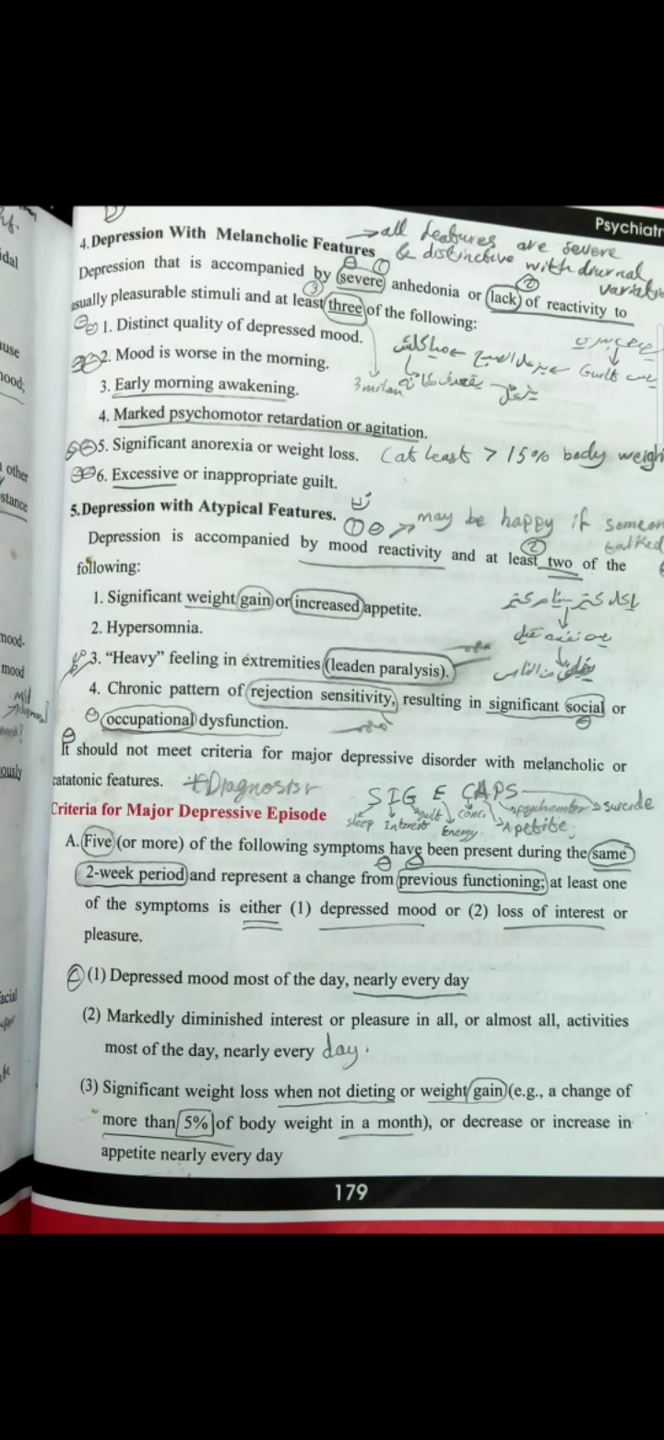 Psychiatr
4. Depression With Melancholic Features → all features are severe
& distinctive with diurnal
variati
Depression that is accompanied by severe anhedonia or lack of reactivity to
usually pleasurable stimuli and at least three of the following:
1. Distinct quality of depressed mood.
2. Mood is worse in the morning.
3. Early morning awakening.
4. Marked psychomotor retardation or agitation.
5. Significant anorexia or weight loss. (at least > 15% body weigh
6. Excessive or inappropriate guilt.
5. Depression with Atypical Features.
→ may be happy if someon
talked
Depression is accompanied by mood reactivity and at least two of the
following:
1. Significant weight gain or increased appetite.
2. Hypersomnia.
3. “Heavy” feeling in extremities (leaden paralysis).
4. Chronic pattern of rejection sensitivity, resulting in significant social or
occupational dysfunction.
It should not meet criteria for major depressive disorder with melancholic or
catatonic features.
SIG E CAPS
sleep Interest guilt Energy conc. Apetite
Criteria for Major Depressive Episode
A. Five (or more) of the following symptoms have been present during the same
2-week period and represent a change from previous functioning; at least one
of the symptoms is either (1) depressed mood or (2) loss of interest or
pleasure.
(1) Depressed mood most of the day, nearly every day
(2) Markedly diminished interest or pleasure in all, or almost all, activities
most of the day, nearly every day.
(3) Significant weight loss when not dieting or weight gain (e.g., a change of
more than 5% of body weight in a month), or decrease or increase in
appetite nearly every day
179